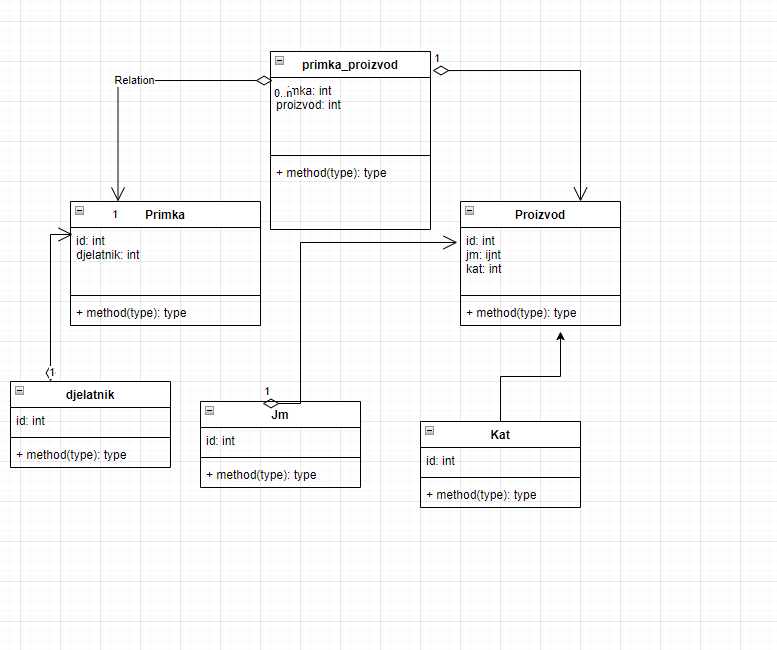 primka_proizvod
1
Relation
0..n
mka: int
proizvod: int
+ method(type): type
1
Primka
id: int
djelatnik: int
+ method(type): type
Proizvod
id: int
jm: ijnt
kat: int
+ method(type): type
1
djelatnik
id: int
+ method(type): type
1
Jm
id: int
+ method(type): type
Kat
id: int
+ method(type): type